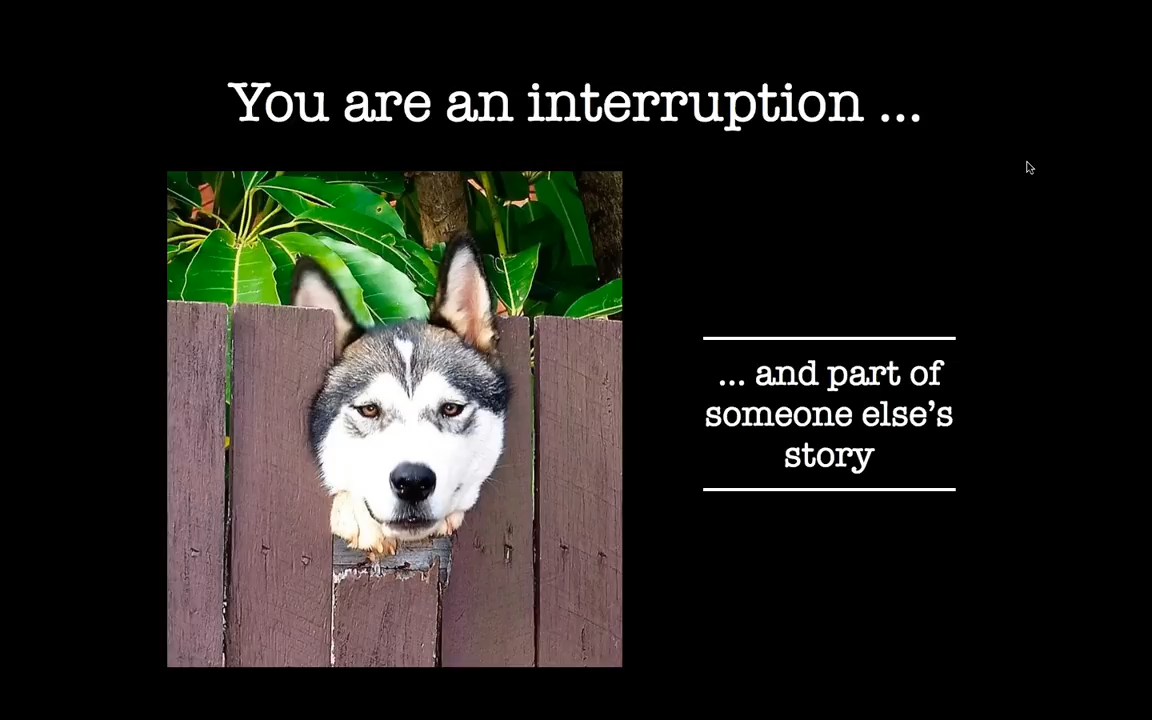 You are an interruption ...
... and part of
someone else’s
story